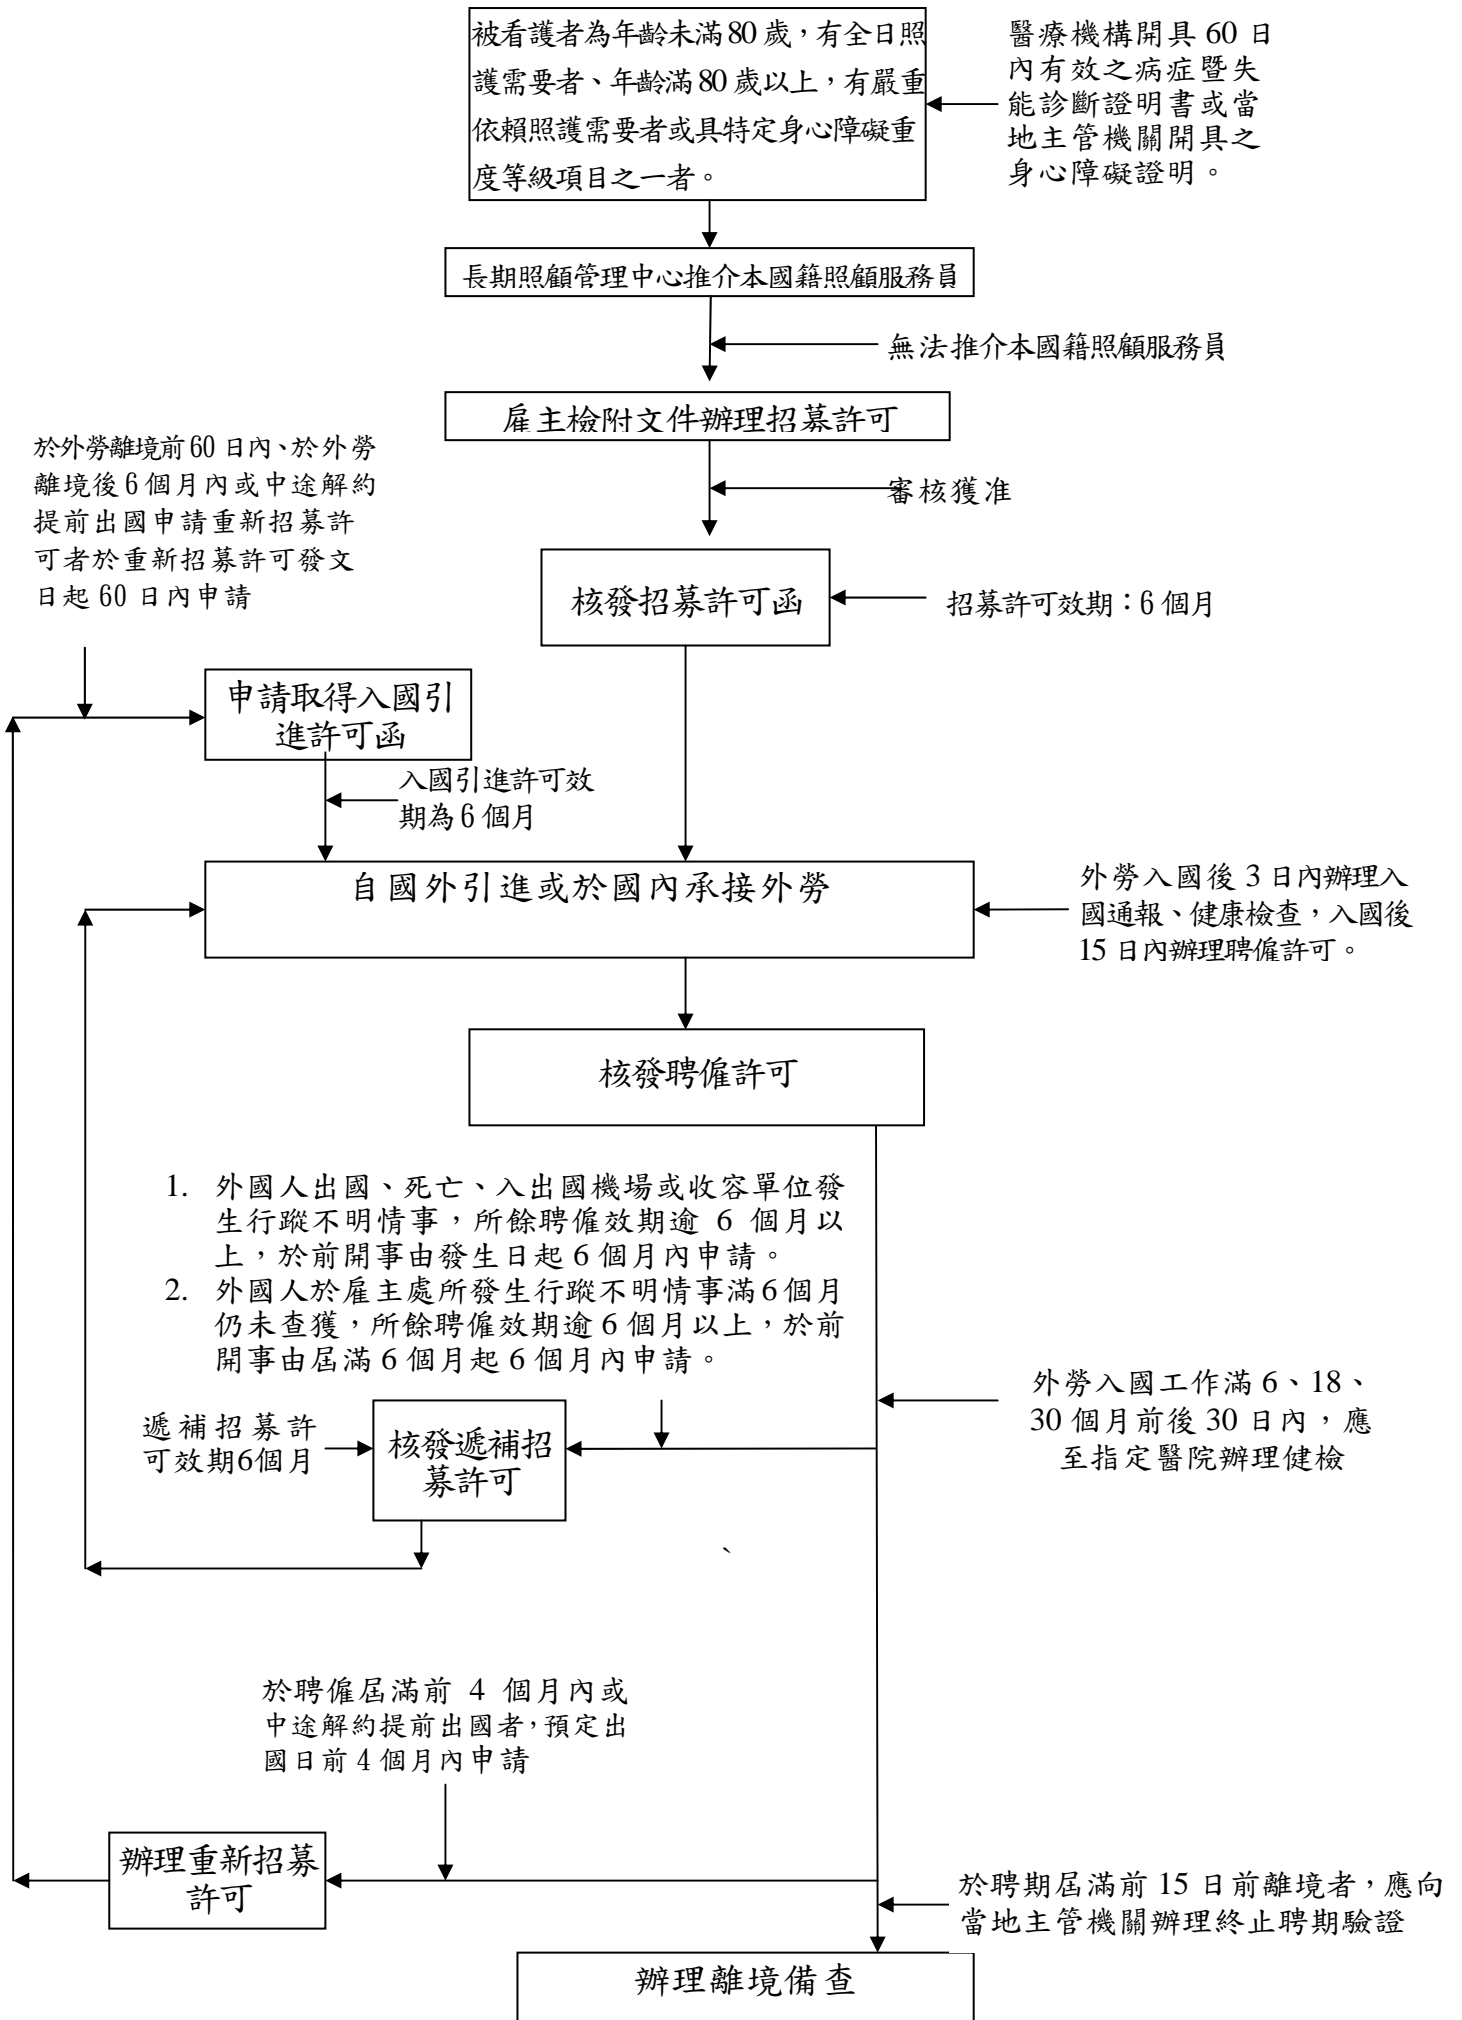 被看護者為年齡未滿80歲，有全日照
護需要者、年齡滿80歲以上，有嚴重
依賴照護需要者或具特定身心障礙重
度等級項目之一者。
醫療機構開具 60 日
內有效之病症暨失
能診斷證明書或當
地主管機關開具之
身心障礙證明。
長期照顧管理中心推介本國籍照顧服務員
無法推介本國籍照顧服務員
雇主檢附文件辦理招募許可
審核獲准
於外勞離境前60日內、於外勞
離境後6個月內或中途解約
提前出國申請重新招募許
可者於重新招募許可發文
日起 60 日內申請
核發招募許可函
招募許可效期：6個月
申請取得入國引
進許可函
入國引進許可效
期為6個月
自國外引進或於國內承接外勞
外勞入國後 3 日內辦理入
國通報、健康檢查，入國後
15 日內辦理聘僱許可。
核發聘僱許可
1. 外國人出國、死亡、入出國機場或收容單位發
生行蹤不明情事，所餘聘僱效期逾 6 個月以
上，於前開事由發生日起 6 個月內申請。
2. 外國人於雇主處所發生行蹤不明情事滿6個月
仍未查獲，所餘聘僱效期逾6個月以上，於前
開事由屆滿 6 個月起 6 個月內申請。
外勞入國工作滿 6、18、
30 個月前後 30 日內，應
至指定醫院辦理健檢
遞補招募許
可效期6個月
核發遞補招
募許可
、
於聘僱屆滿前 4 個月內或
中途解約提前出國者，預定出
國日前 4 個月內申請
辦理重新招募
許可
於聘期屆滿前 15 日前離境者，應向
當地主管機關辦理終止聘期驗證
辦理離境備查